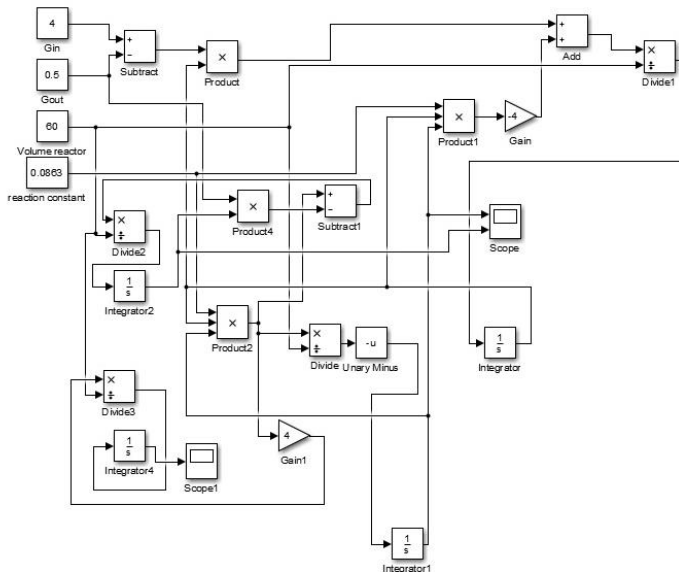 4
Gin
+
−
Subtract
×
Product
+
+
Add
×
÷
Divide1
0.5
Gout
60
Volume reactor
×
Product1
-4
Gain
0.0863
reaction constant
×
Product4
+
−
Subtract1
×
÷
Divide2
Scope
1
s
Integrator2
×
Product2
×
÷
Divide
-u
Unary Minus
1
s
Integrator
×
÷
Divide3
1
s
Integrator4
Scope1
4
Gain1
1
s
Integrator1